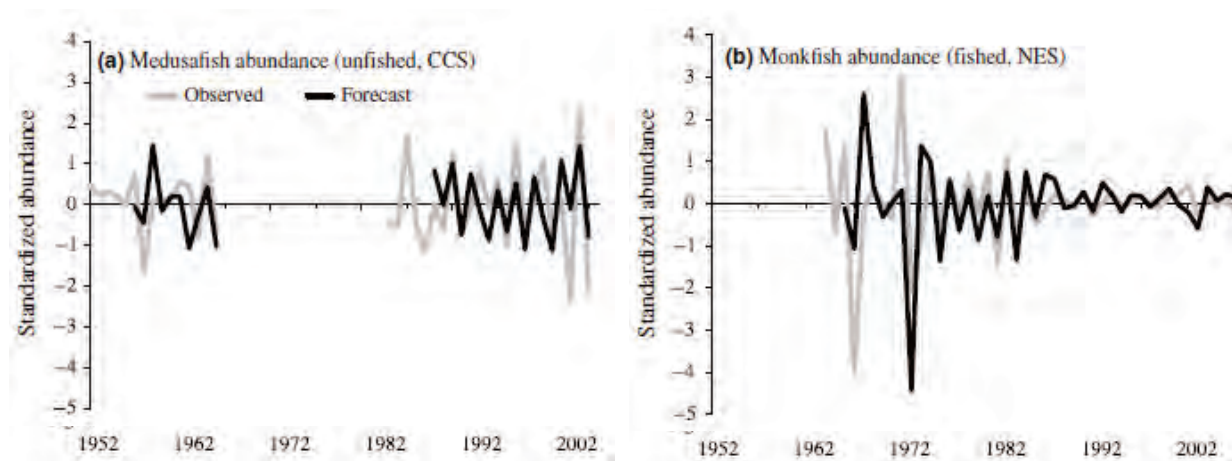 (a) Medusafish abundance (unfished, CCS)
Observed Forecast
Standardized abundance
4
3
2
1
0
−1
−2
−3
−4
−5
1952 1962 1972 1982 1992 2002
(b) Monkfish abundance (fished, NES)
Standardized abundance
4
3
2
1
0
−1
−2
−3
−4
−5
1952 1962 1972 1982 1992 2002